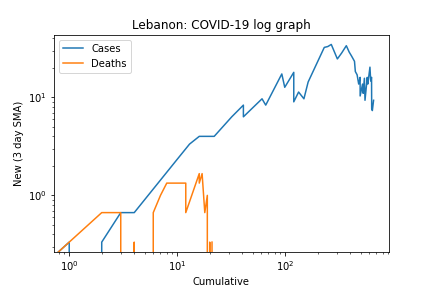 Lebanon: COVID-19 log graph
Cases
Deaths
New (3 day SMA)
10¹
10⁰
10⁰ 10¹ 10²
Cumulative